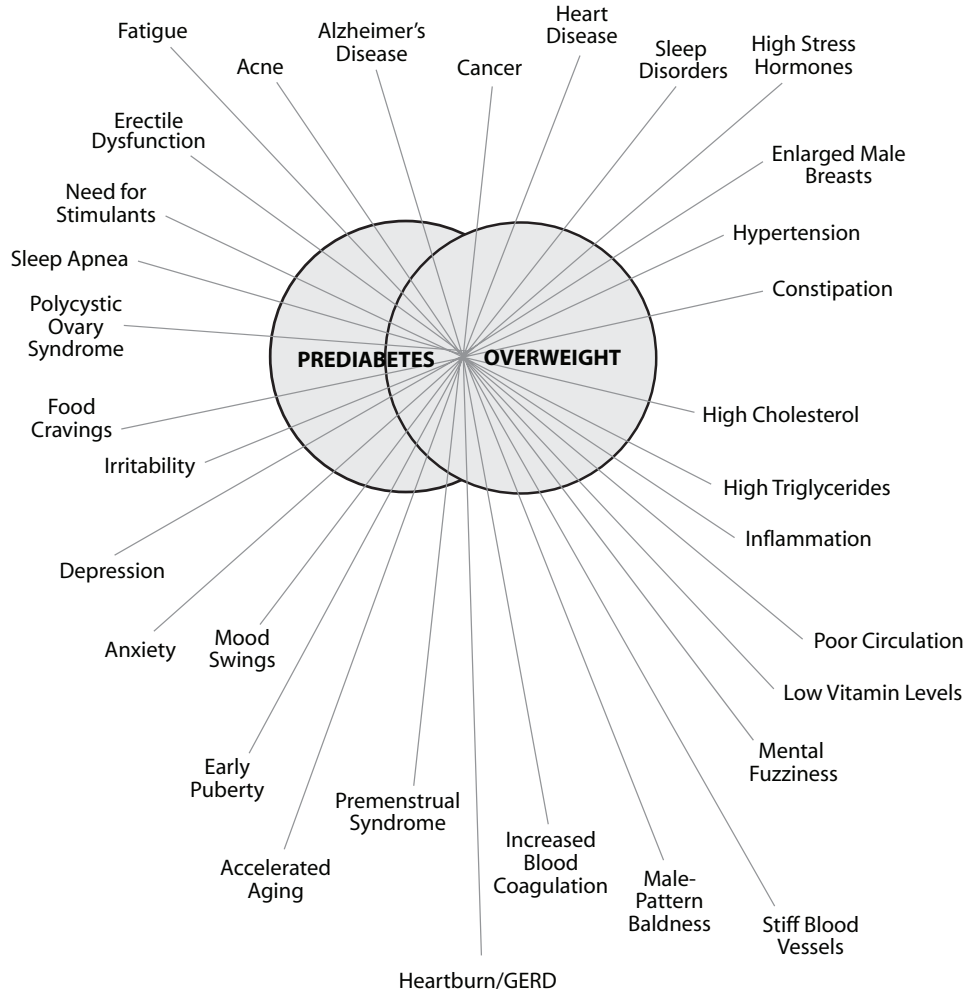 Fatigue
Acne
Alzheimer's
Disease
Cancer
Heart
Disease
Sleep
Disorders
High Stress
Hormones
Erectile
Dysfunction
Enlarged Male
Breasts
Need for
Stimulants
Hypertension
Sleep Apnea
Constipation
Polycystic
Ovary
Syndrome
PREDIABETES
OVERWEIGHT
Food
Cravings
High Cholesterol
Irritability
High Triglycerides
Inflammation
Depression
Anxiety
Mood
Swings
Poor Circulation
Low Vitamin Levels
Mental
Fuzziness
Early
Puberty
Premenstrual
Syndrome
Accelerated
Aging
Increased
Blood
Coagulation
Male-
Pattern
Baldness
Stiff Blood
Vessels
Heartburn/GERD